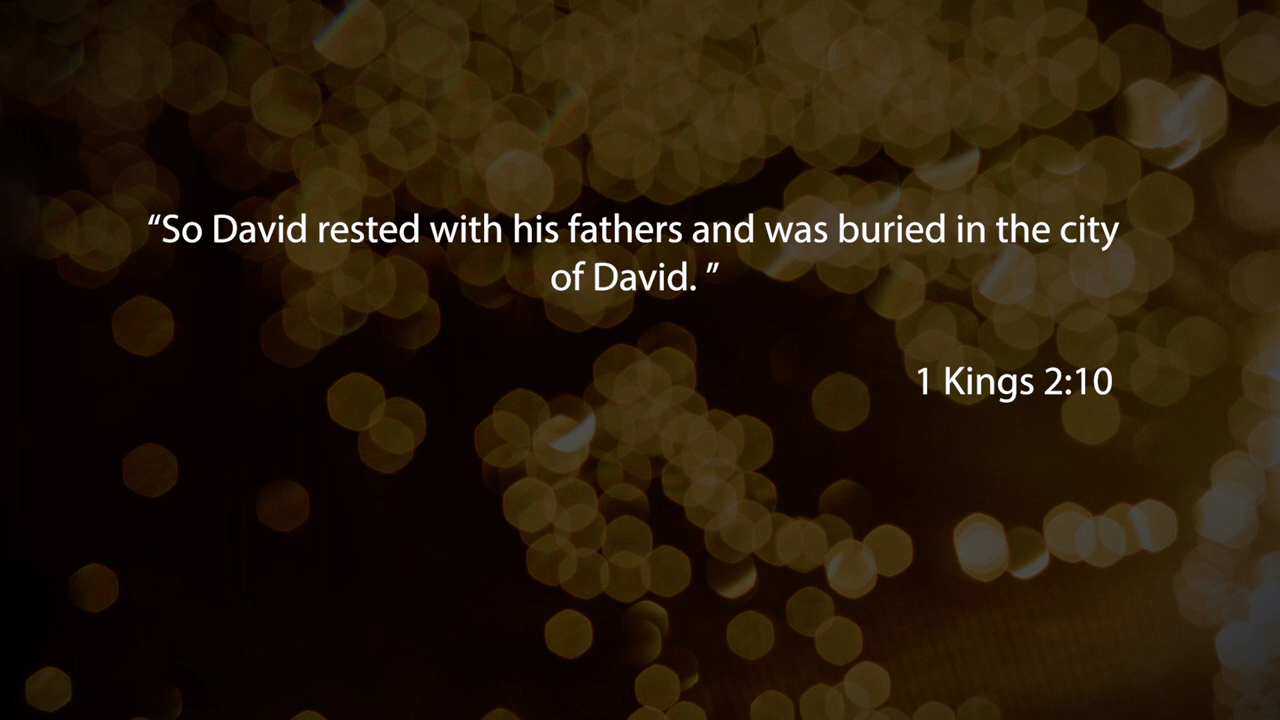 “So David rested with his fathers and was buried in the city
of David. ”
1 Kings 2:10